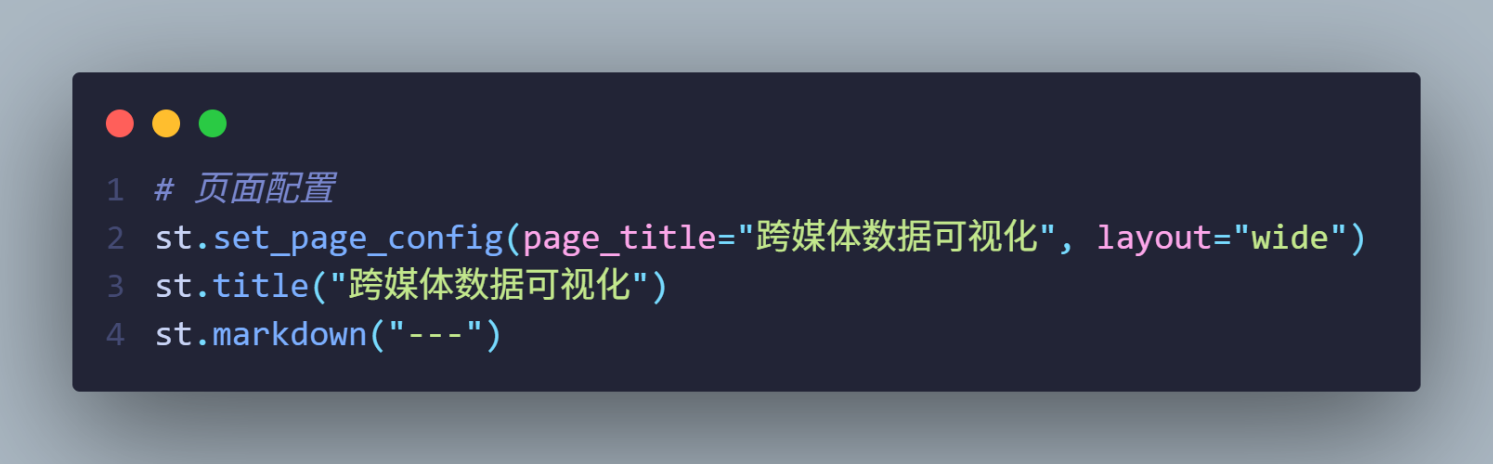 1 # 页面配置
2 st.set_page_config(page_title="跨媒体数据可视化", layout="wide")
3 st.title("跨媒体数据可视化")
4 st.markdown("---")